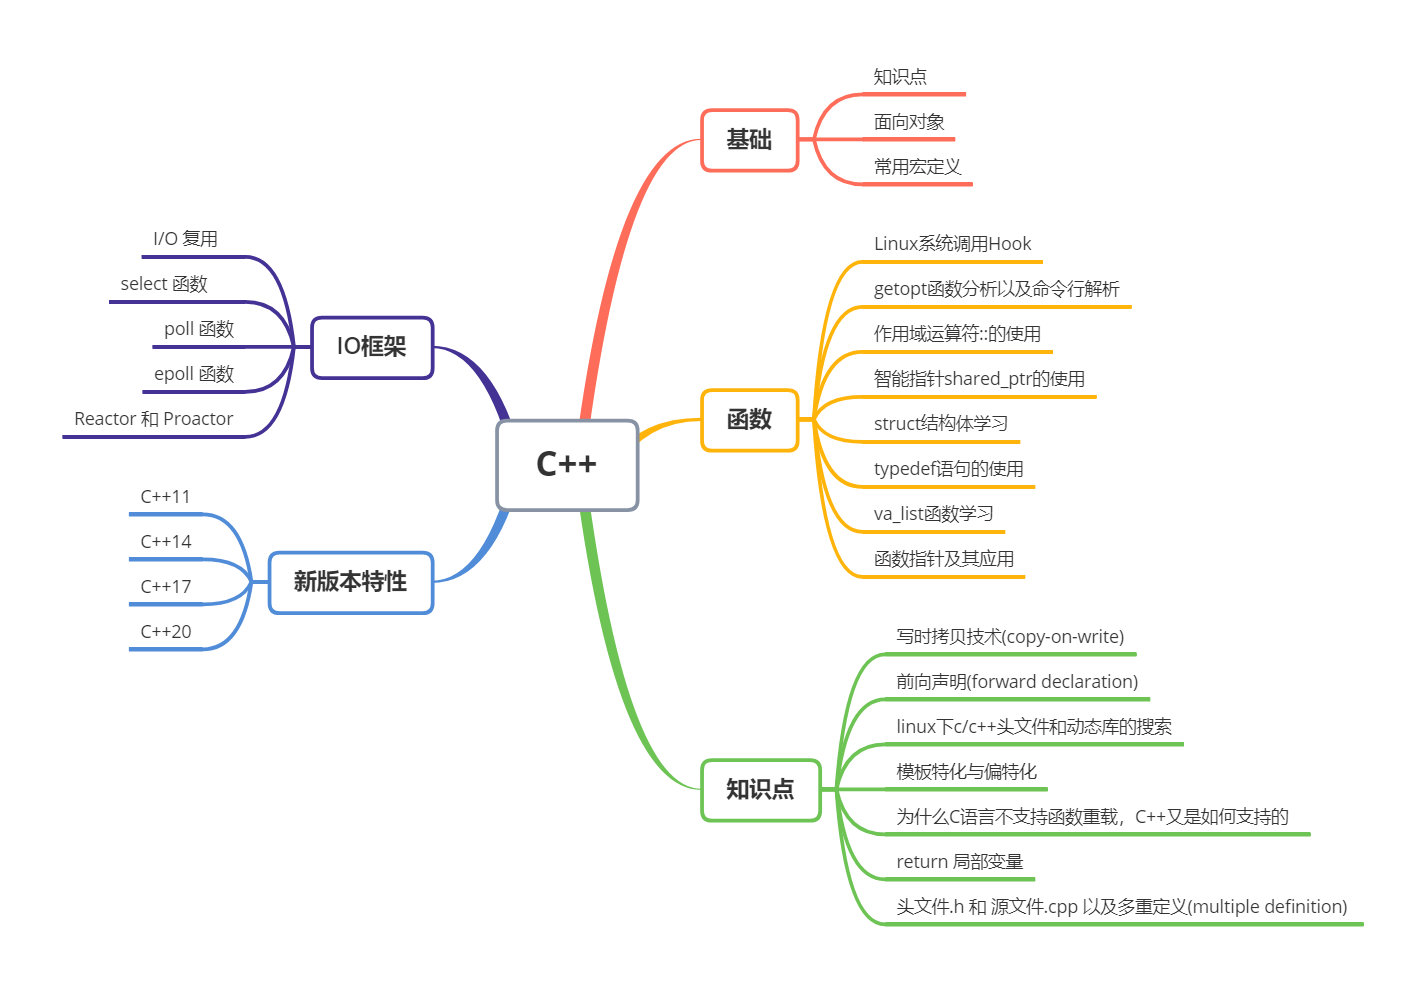 C++
基础
知识点
面向对象
常用宏定义
函数
Linux系统调用Hook
getopt函数分析以及命令行解析
作用域运算符::的使用
智能指针shared_ptr的使用
struct结构体学习
typedef语句的使用
va_list函数学习
函数指针及其应用
知识点
写时拷贝技术(copy-on-write)
前向声明(forward declaration)
linux下c/c++头文件和动态库的搜索
模板特化与偏特化
为什么C语言不支持函数重载，C++又是如何支持的
return 局部变量
头文件.h 和 源文件.cpp 以及多重定义(multiple definition)
IO框架
I/O 复用
select 函数
poll 函数
epoll 函数
Reactor 和 Proactor
新版本特性
C++11
C++14
C++17
C++20